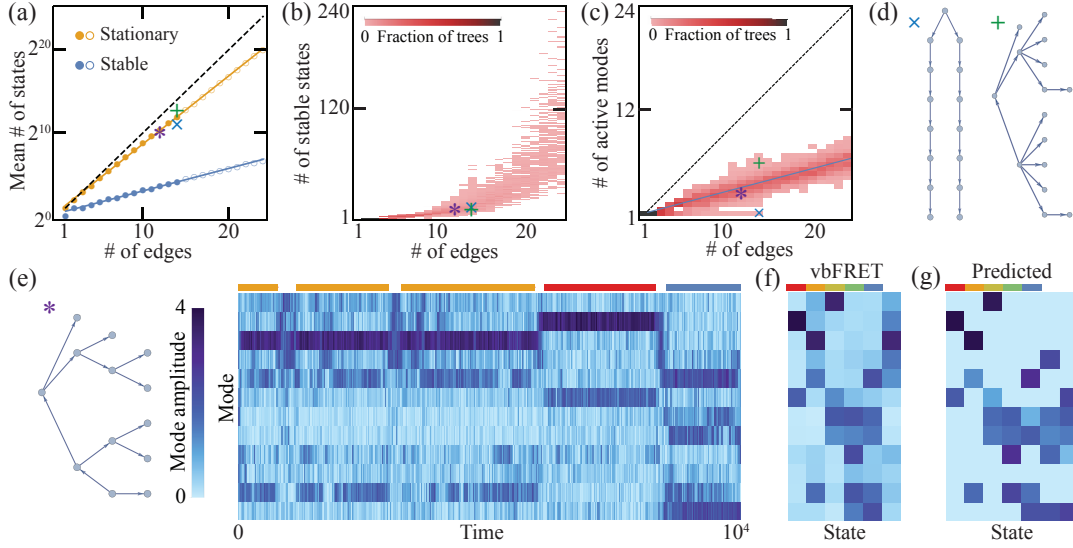 (a)
Mean # of states
2^20
2^10
2^0
Stationary
Stable
1
10
20
# of edges
(b)
# of stable states
240
120
1
0 Fraction of trees 1
1
10
20
# of edges
(c)
# of active modes
24
12
1
0 Fraction of trees 1
1
10
20
# of edges
(d)
(e)
4
Mode amplitude
0
Mode
0
Time
10^4
(f)
vbFRET
State
(g)
Predicted
State